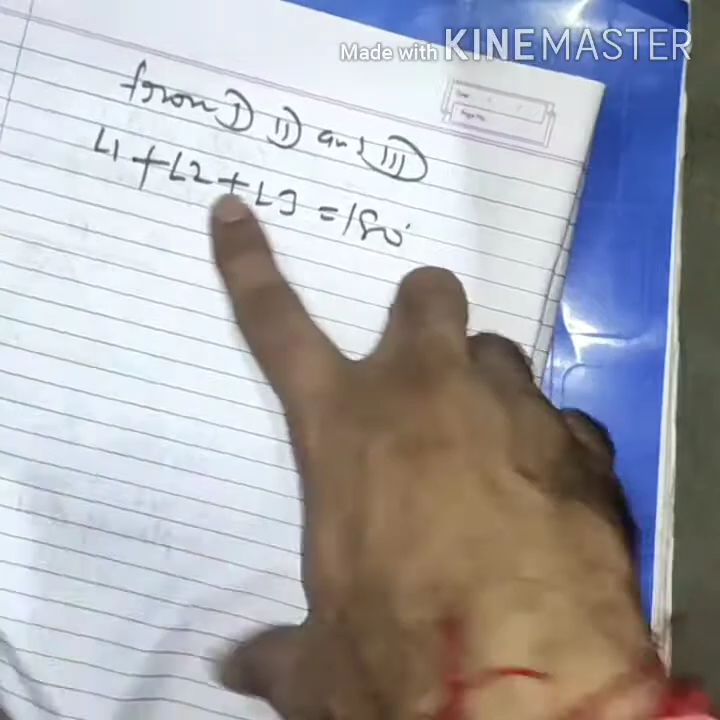 Made with KINEMASTER
from I) II) and III)
∠1+∠2+∠3 =180°